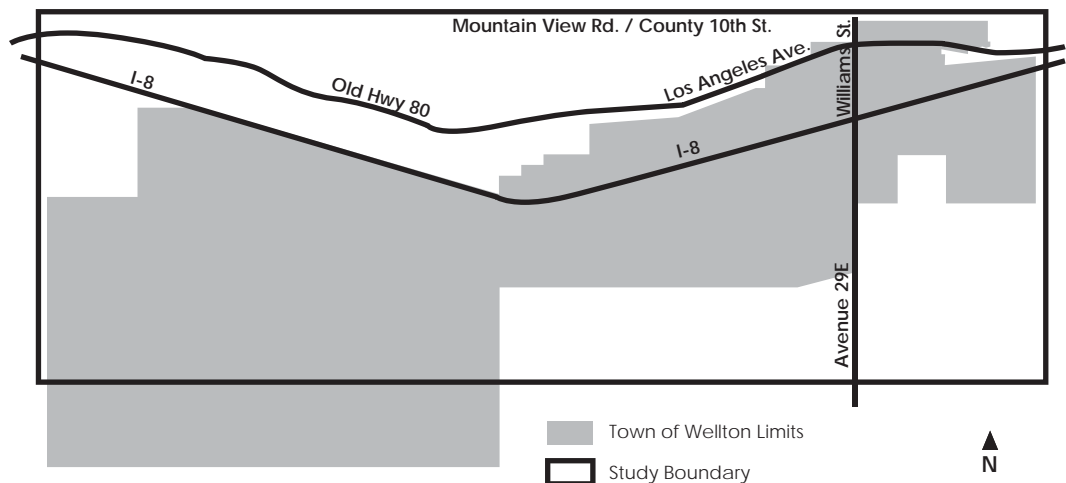 Mountain View Rd. / County 10th St.
Williams St.
Los Angeles Ave.
I-8
Old Hwy 80
I-8
Avenue 29E
Town of Wellton Limits
Study Boundary
N